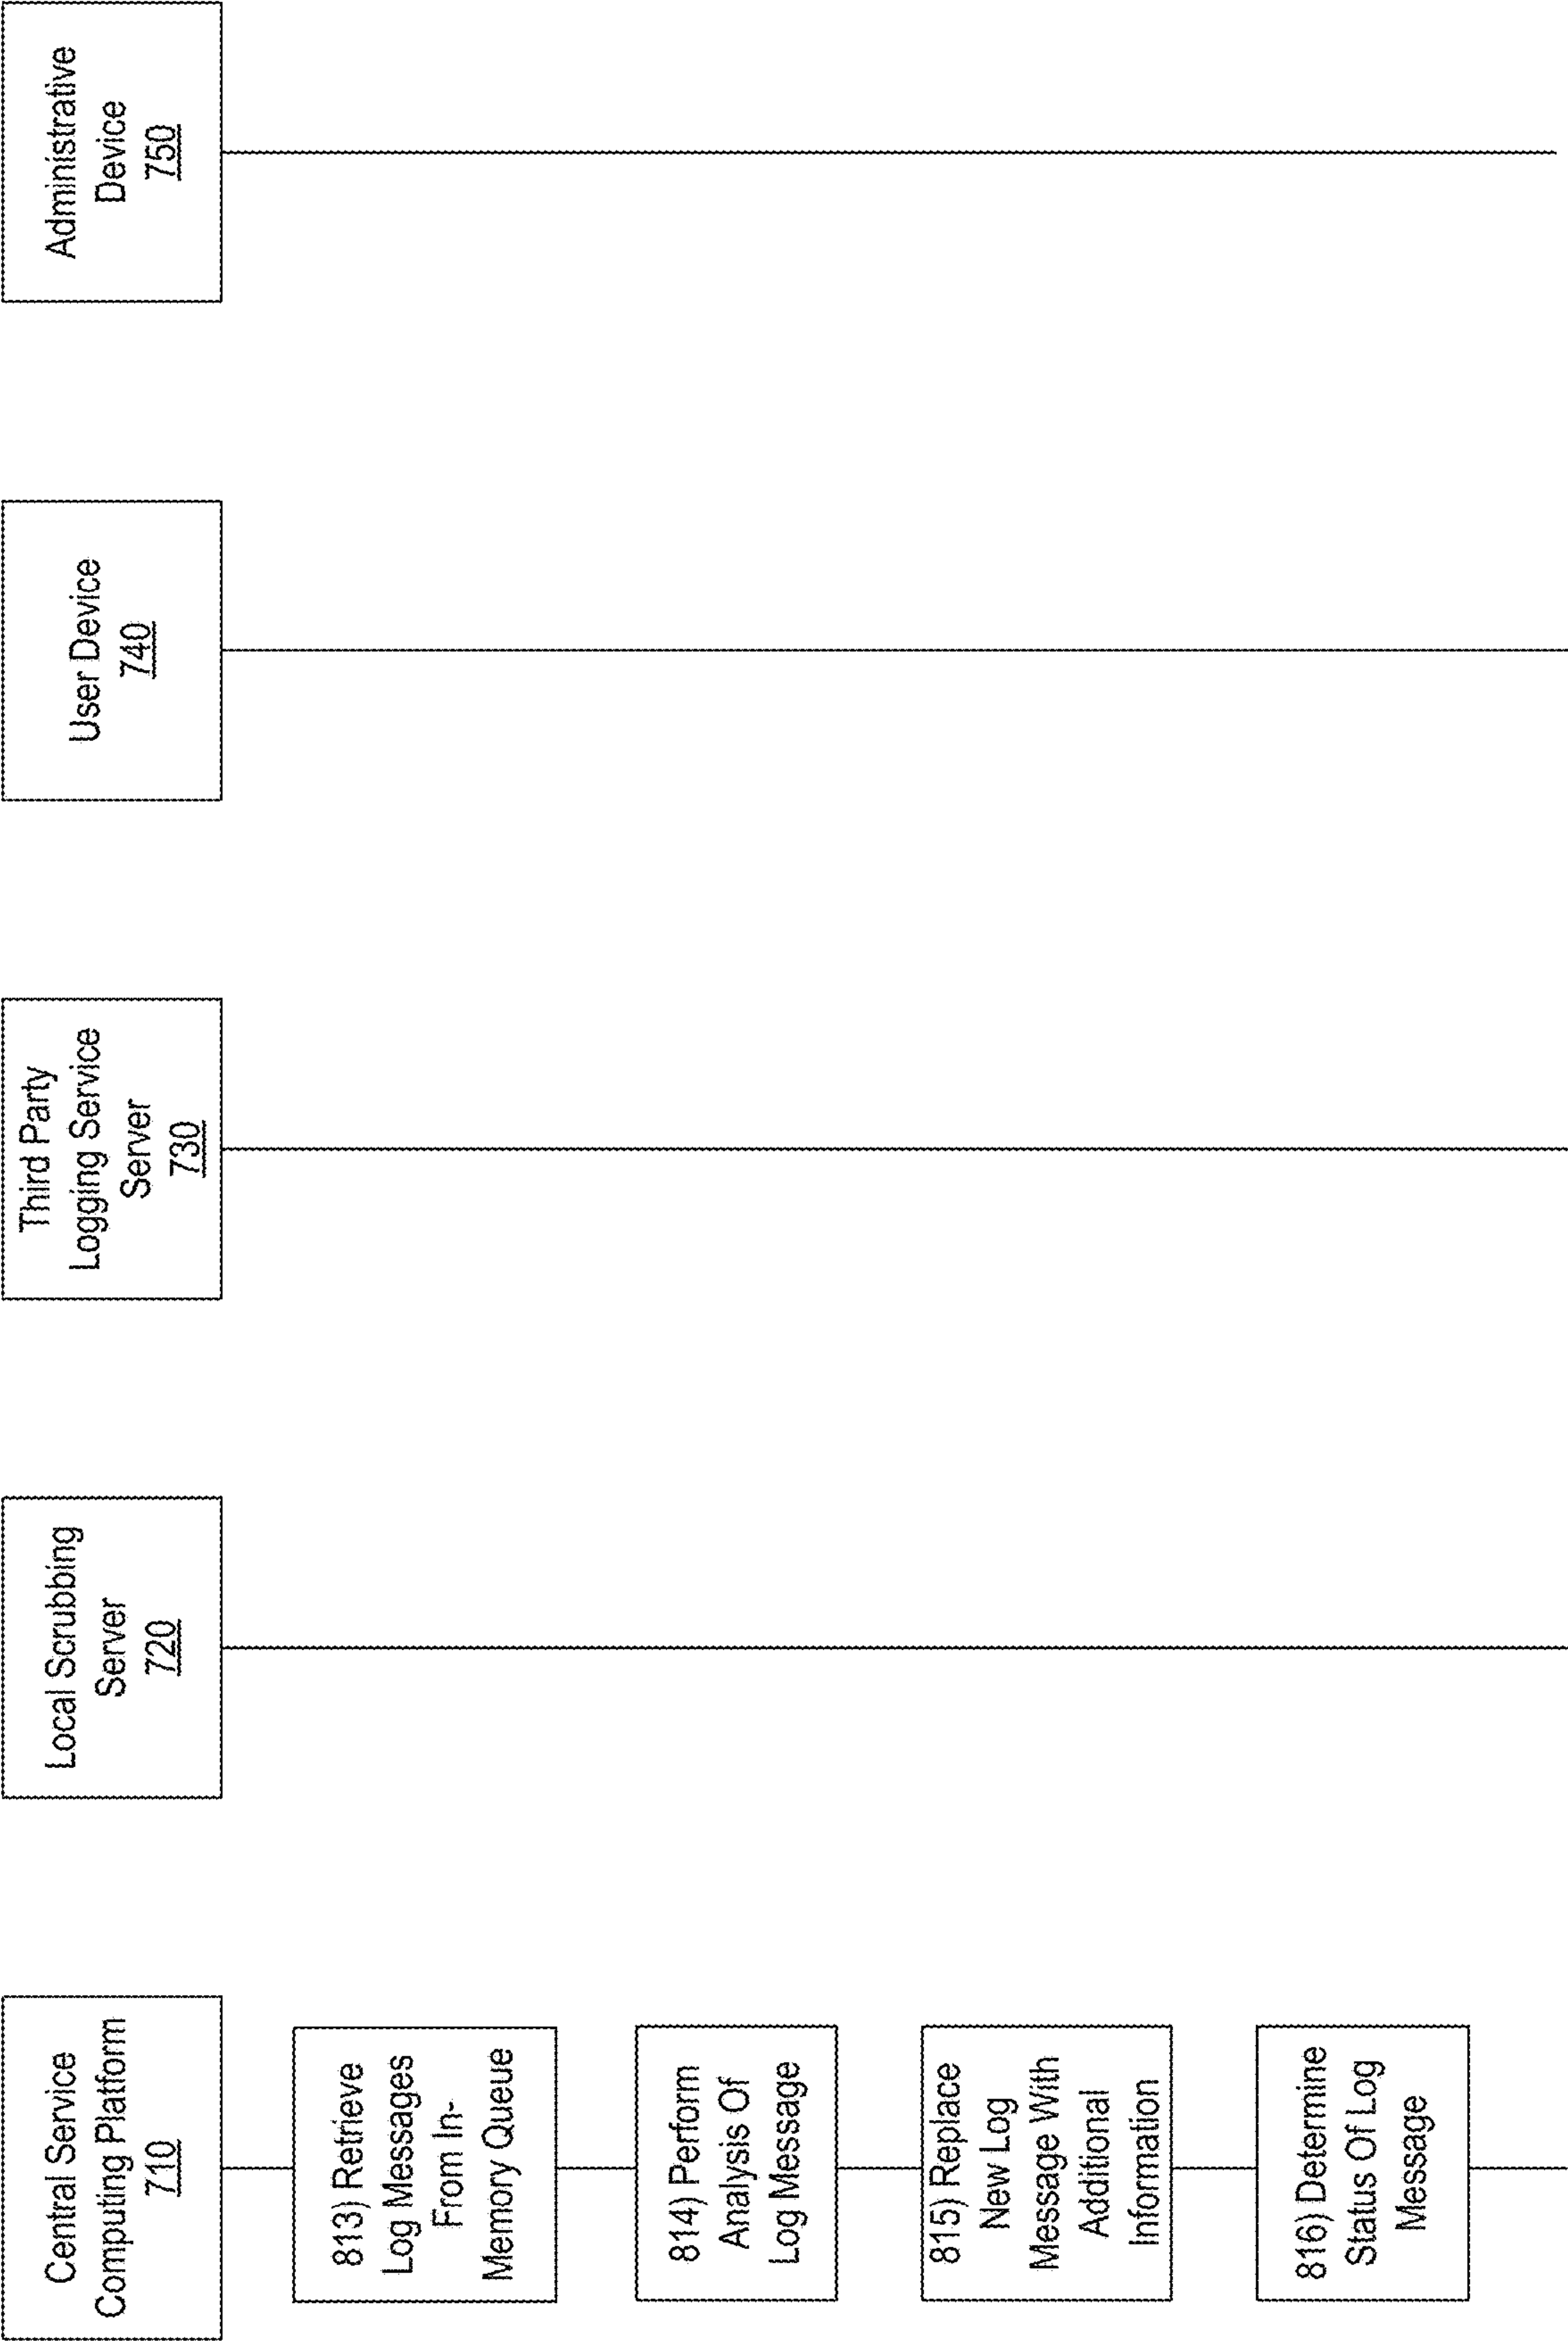 Central Service
Computing Platform
710
Local Scrubbing
Server
720
Third Party
Logging Service
Server
730
User Device
740
Administrative
Device
750
813) Retrieve
Log Messages
From In-
Memory Queue
814) Perform
Analysis Of
Log Message
815) Replace
New Log
Message With
Additional
Information
816) Determine
Status Of Log
Message